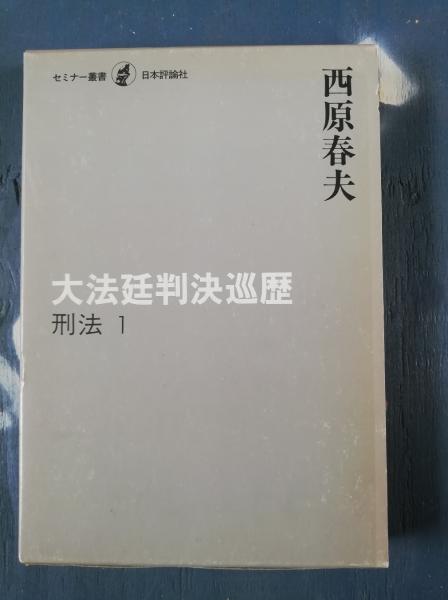 セミナー叢書 日本評論社
西原春夫
大法廷判決巡歴
刑法 1